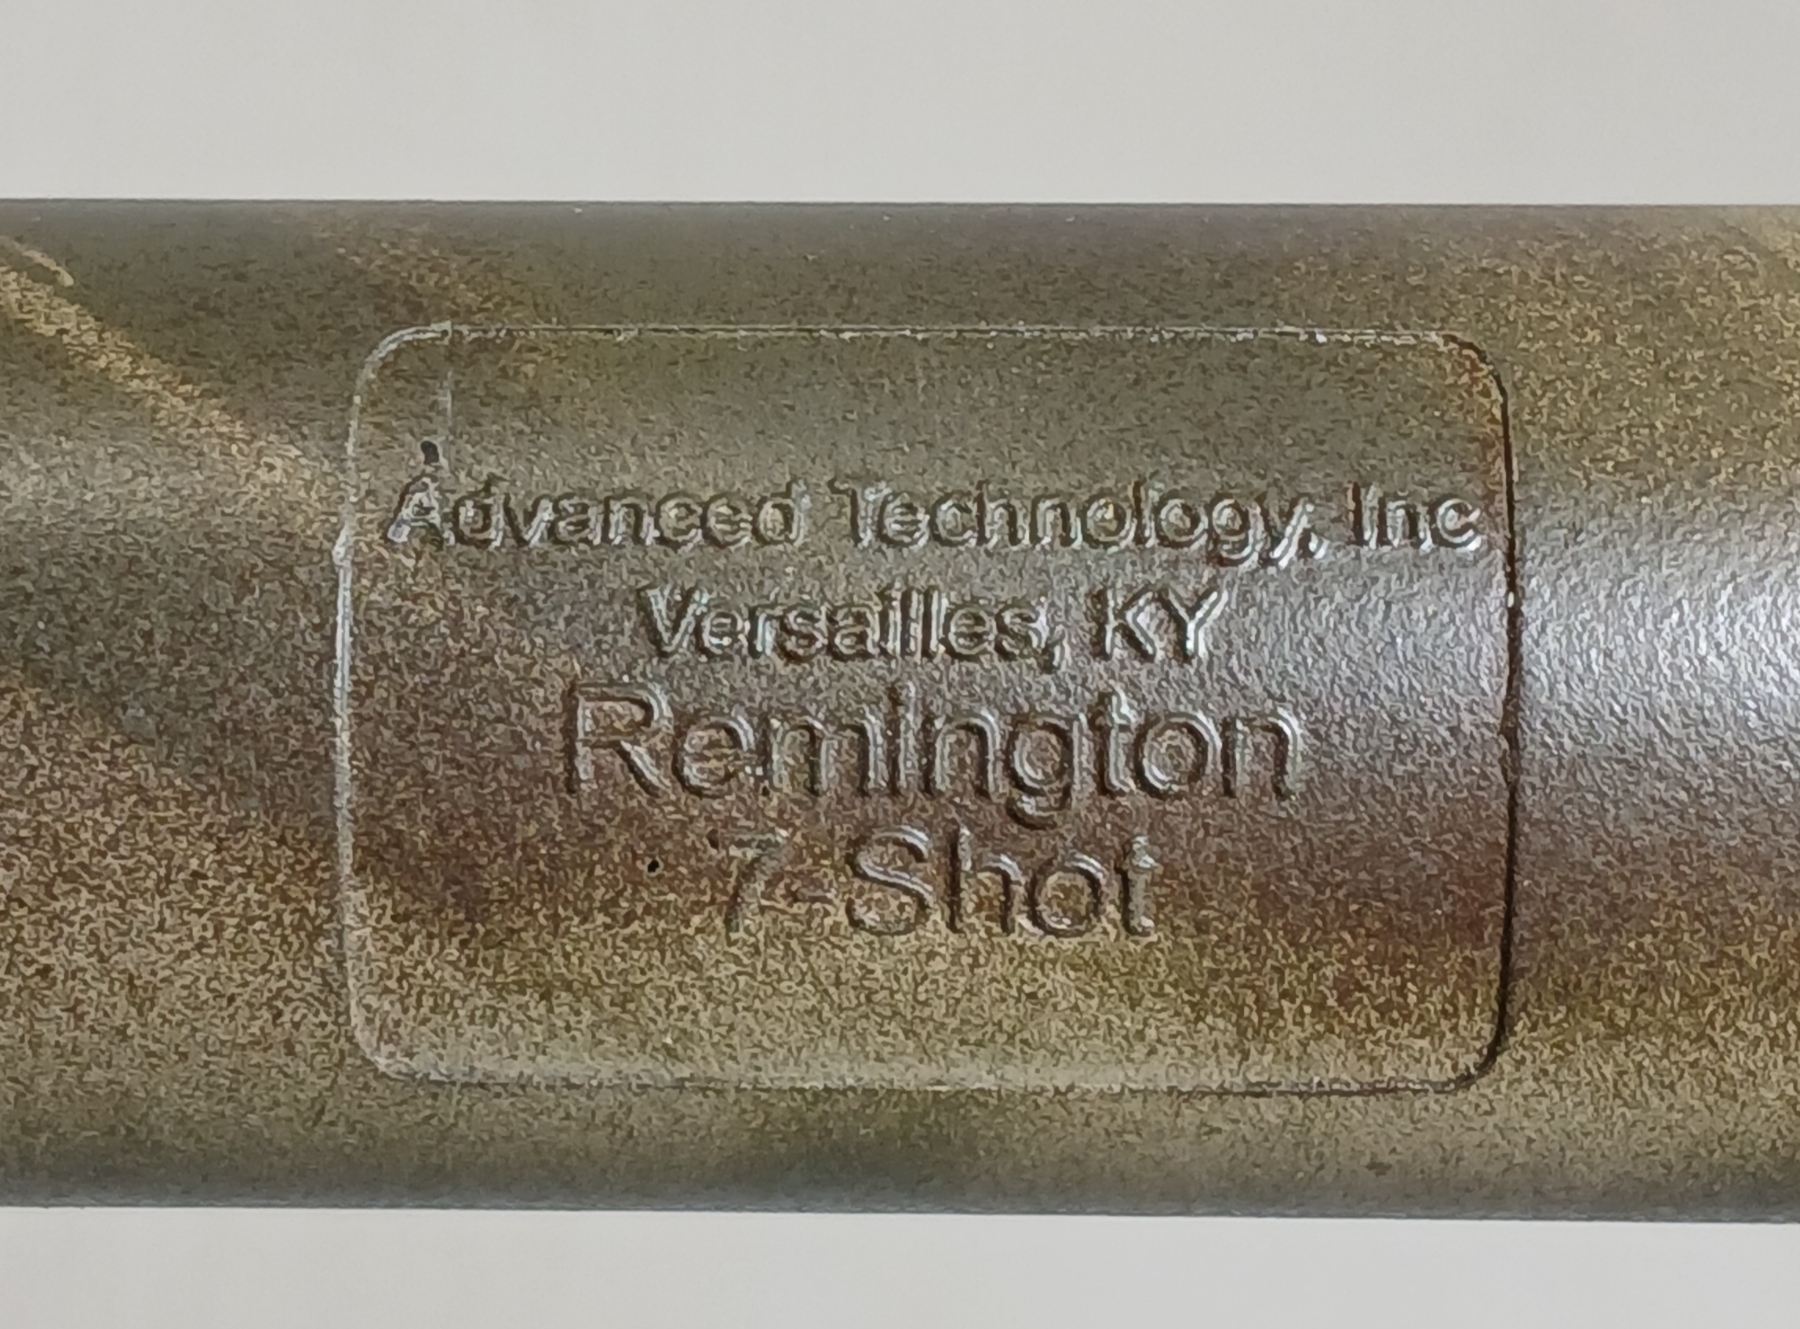 Advanced Technology, Inc
Versailles, KY
Remington
7-Shot